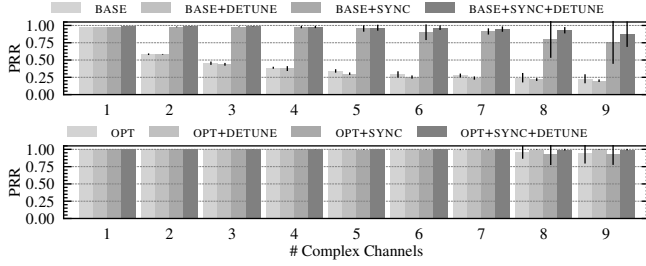 BASE BASE+DETUNE BASE+SYNC BASE+SYNC+DETUNE
PRR
1.00
0.75
0.50
0.25
0.00
1 2 3 4 5 6 7 8 9
OPT OPT+DETUNE OPT+SYNC OPT+SYNC+DETUNE
PRR
1.00
0.75
0.50
0.25
0.00
1 2 3 4 5 6 7 8 9
# Complex Channels